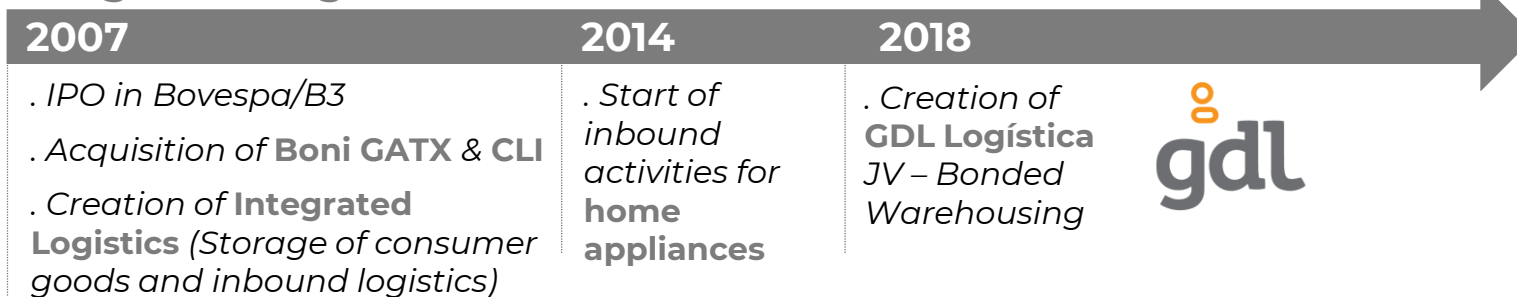 2007
. IPO in Bovespa/B3
. Acquisition of Boni GATX & CLI
. Creation of Integrated
Logistics (Storage of consumer
goods and inbound logistics)
2014
. Start of
inbound
activities for
home
appliances
2018
. Creation of
GDL Logística
JV – Bonded
Warehousing
gdl